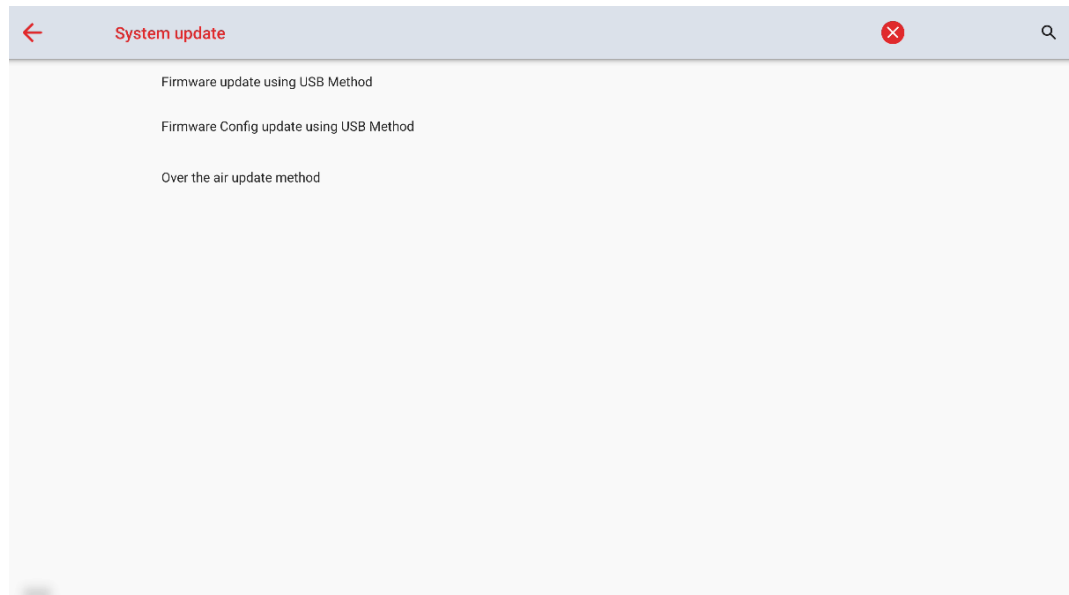 System update
Firmware update using USB Method
Firmware Config update using USB Method
Over the air update method